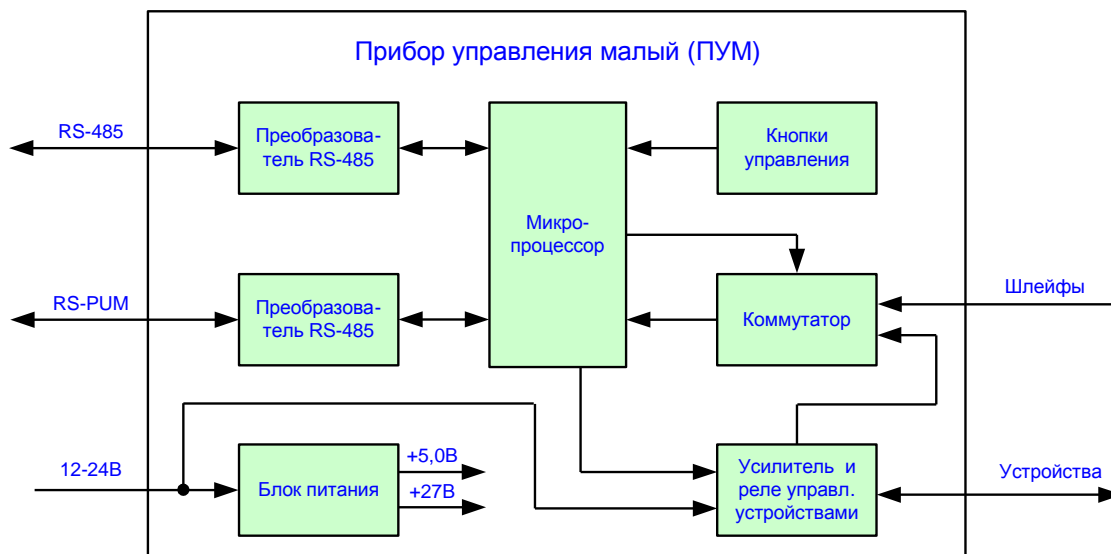 Прибор управления малый (ПУМ)
RS-485
Преобразова-
тель RS-485
Кнопки
управления
Микро-
процессор
RS-PUM
Преобразова-
тель RS-485
Коммутатор
Шлейфы
12-24В
Блок питания
+5,0В
+27В
Усилитель и
реле управл.
устройствами
Устройства